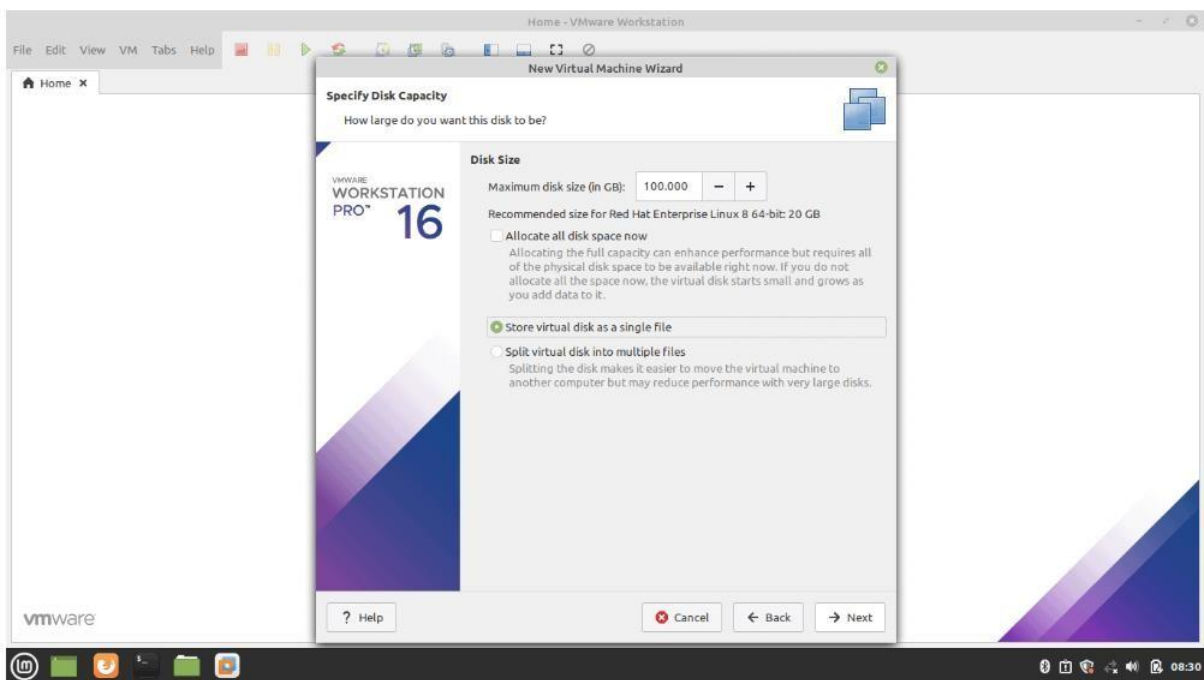 Home - VMware Workstation
File Edit View VM Tabs Help
Home
New Virtual Machine Wizard
Specify Disk Capacity
How large do you want this disk to be?
VMWARE
WORKSTATION
PRO™ 16
Disk Size
Maximum disk size (in GB): 100.000
Recommended size for Red Hat Enterprise Linux 8 64-bit: 20 GB
Allocate all disk space now
Allocating the full capacity can enhance performance but requires all
of the physical disk space to be available right now. If you do not
allocate all the space now, the virtual disk starts small and grows as
you add data to it.
Store virtual disk as a single file
Split virtual disk into multiple files
Splitting the disk makes it easier to move the virtual machine to
another computer but may reduce performance with very large disks.
vmware
? Help Cancel Back Next
08:30